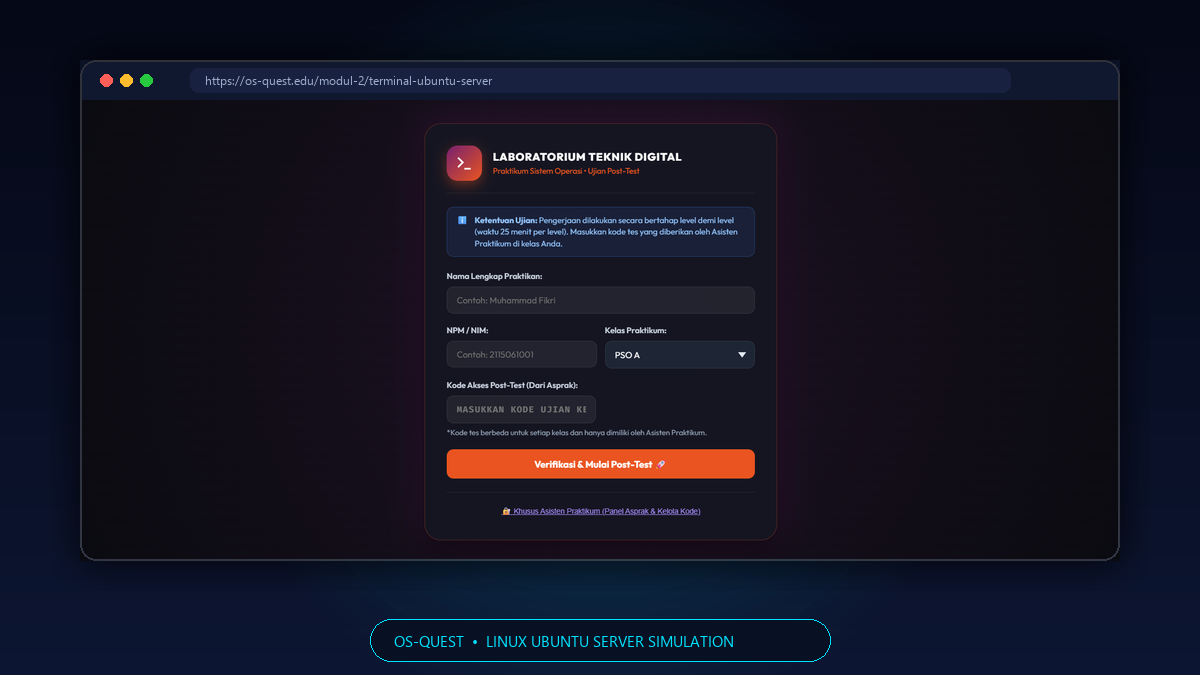 https://os-quest.edu/modul-2/terminal-ubuntu-server
>_
LABORATORIUM TEKNIK DIGITAL
Praktikum Sistem Operasi • Ujian Post-Test
Ketentuan Ujian: Pengerjaan dilakukan secara bertahap level demi level
(waktu 25 menit per level). Masukkan kode tes yang diberikan oleh Asisten
Praktikum di kelas Anda.
Nama Lengkap Praktikan:
Contoh: Muhammad Fikri
NPM / NIM:
Kelas Praktikum:
Contoh: 2115061001
PSO A
Kode Akses Post-Test (Dari Asprak):
MASUKKAN KODE UJIAN KE
*Kode tes berbeda untuk setiap kelas dan hanya dimiliki oleh Asisten Praktikum.
Verifikasi & Mulai Post-Test
Khusus Asisten Praktikum (Panel Asprak & Kelola Kode)
OS-QUEST • LINUX UBUNTU SERVER SIMULATION